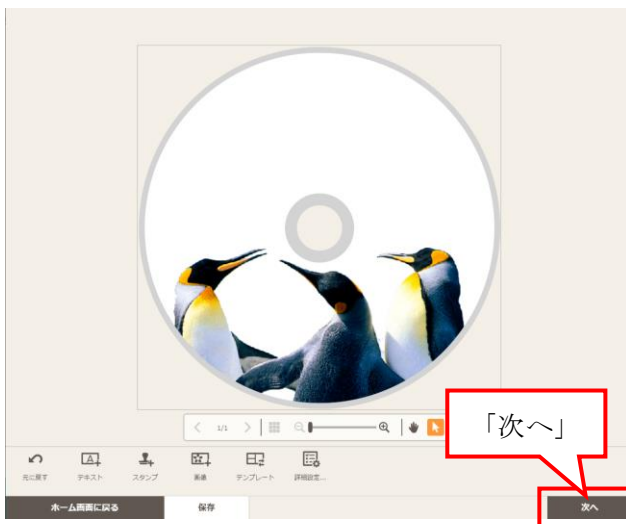 1/1
「次へ」
元に戻す
テキスト
スタンプ
画像
テンプレート
詳細設定...
ホーム画面に戻る
保存
次へ